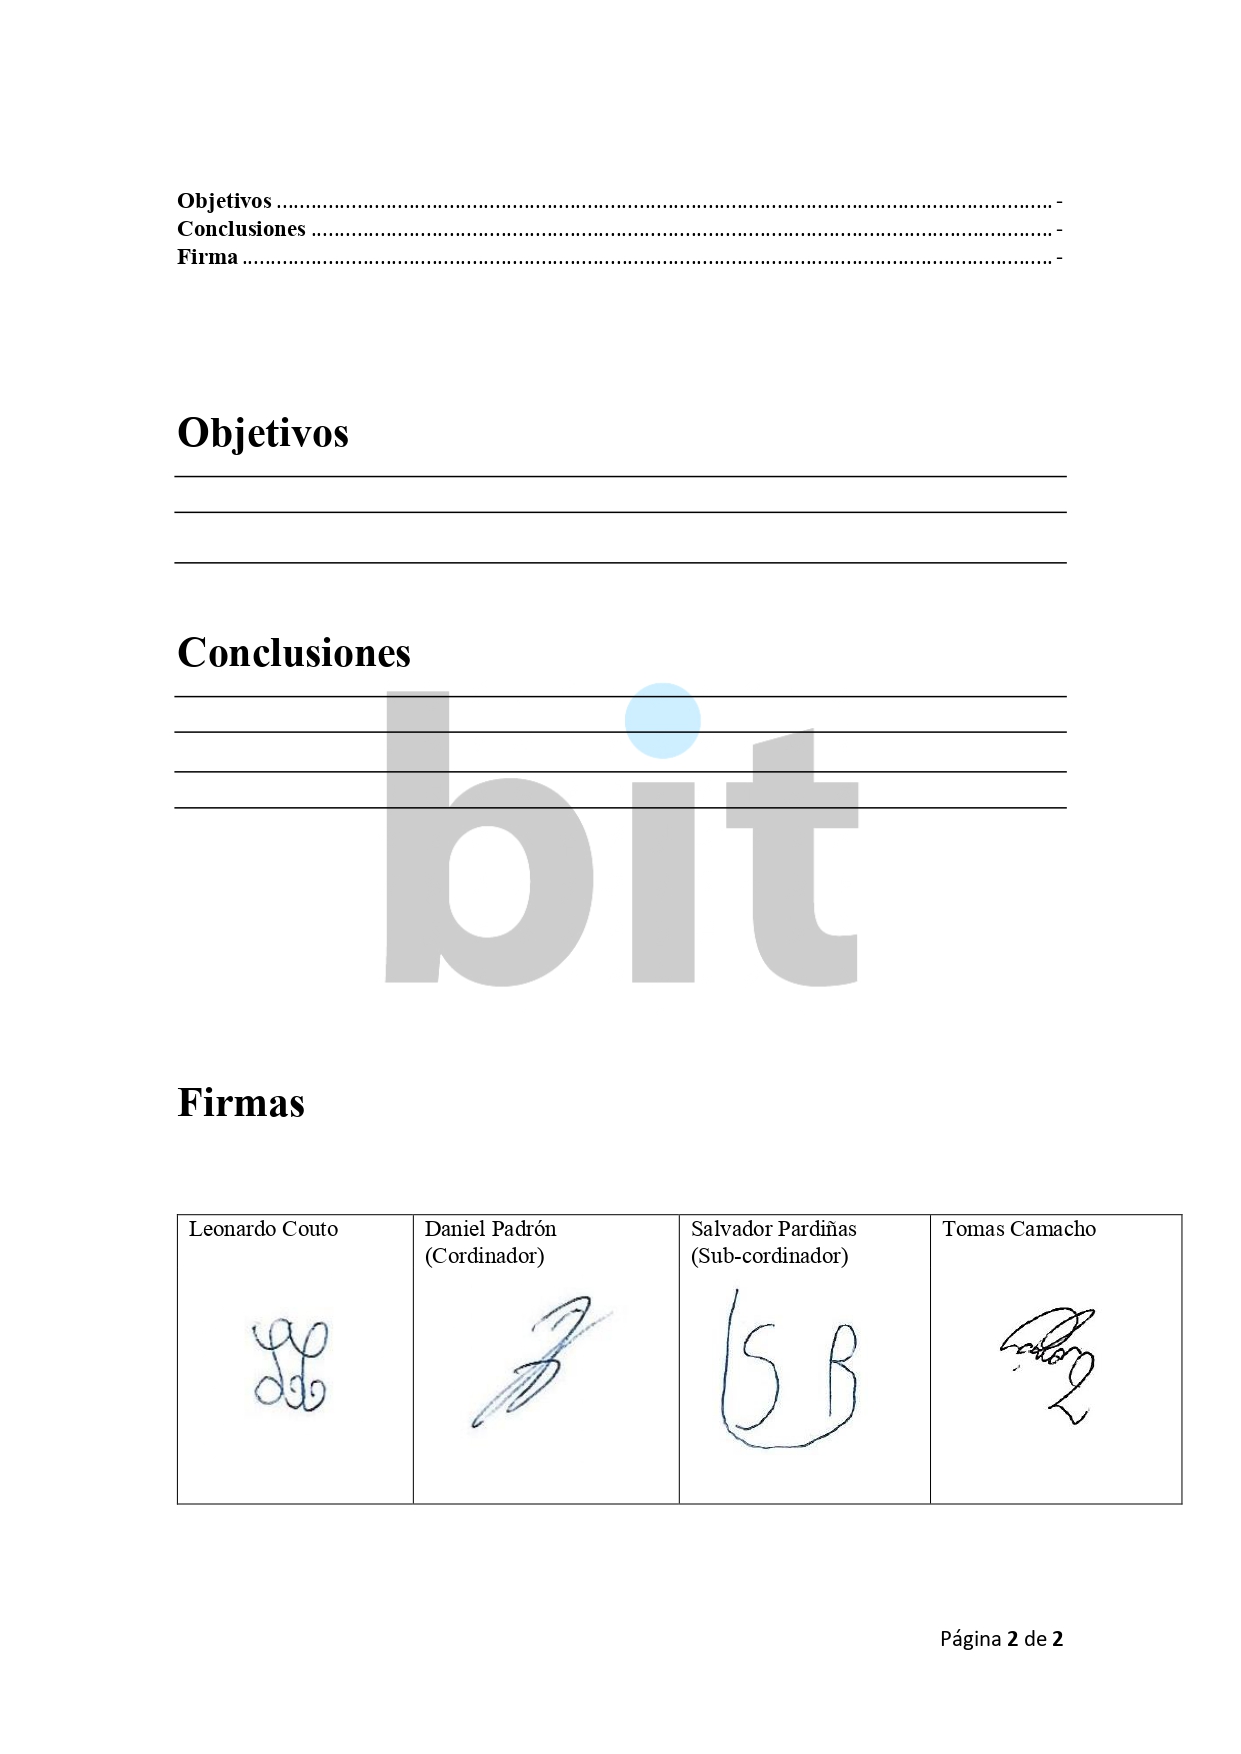 Objetivos ........................................................................................................................................ -
Conclusiones .................................................................................................................................. -
Firma .............................................................................................................................................. -
Objetivos
Conclusiones
bit
Firmas
Leonardo Couto
Daniel Padrón
(Cordinador)
Salvador Pardiñas
(Sub-cordinador)
Tomas Camacho
Página 2 de 2